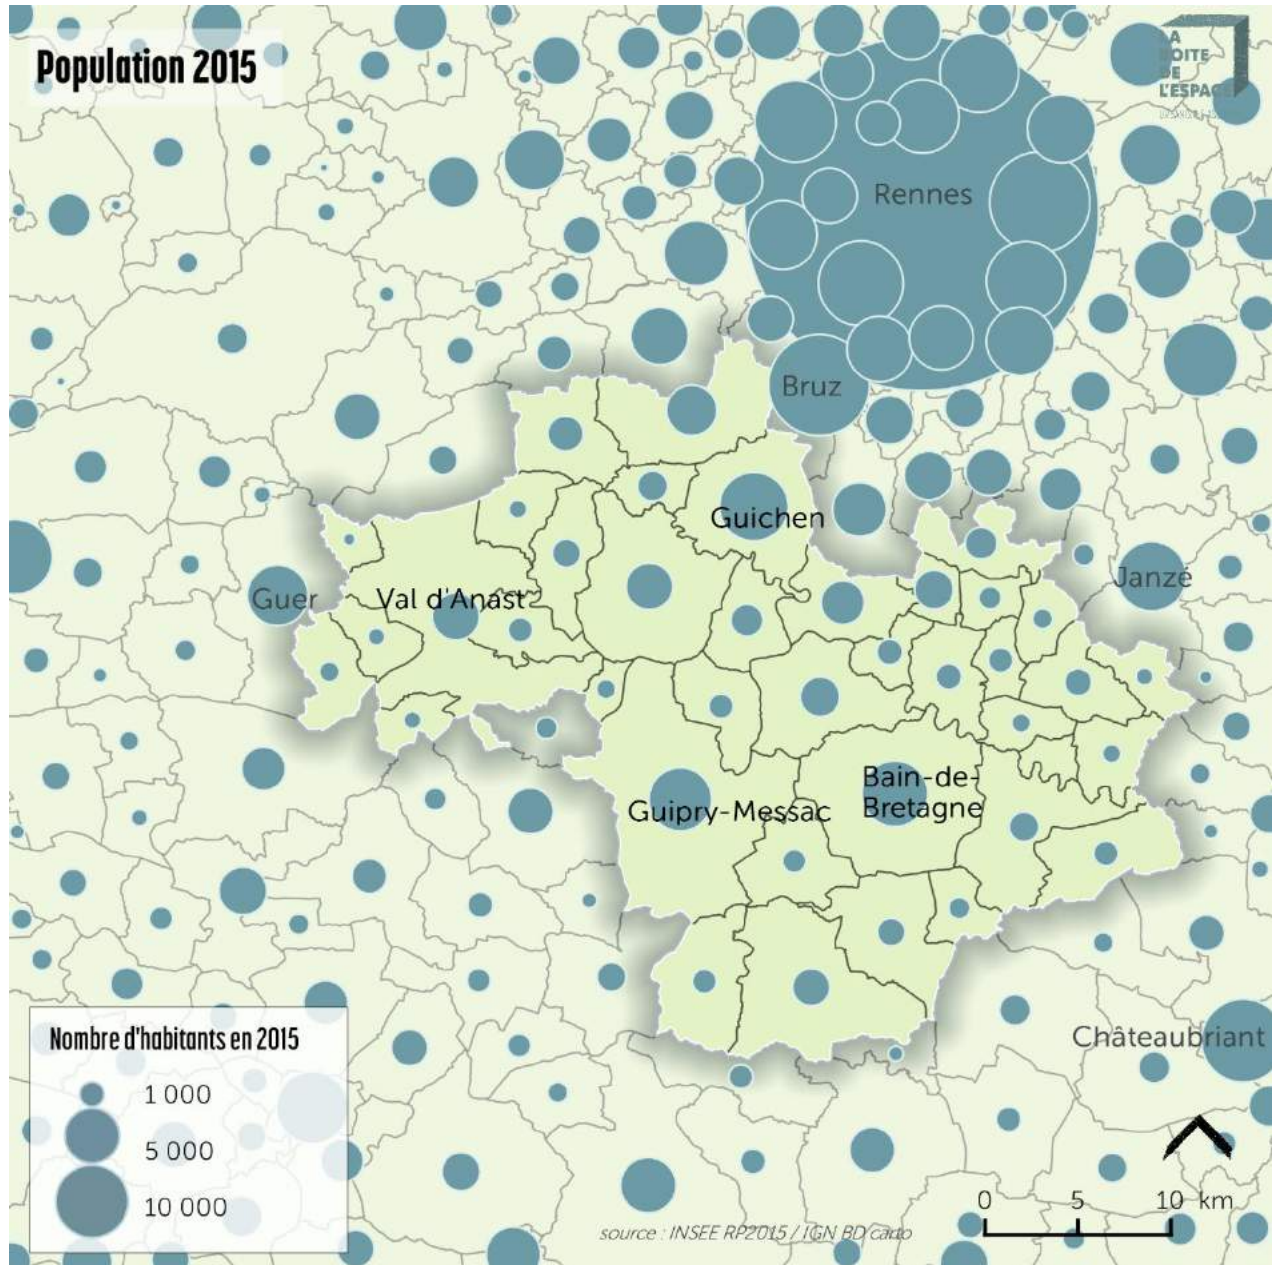 Population 2015
LA
BOITE
DE
L'ESPACE
Rennes
Bruz
Guichen
Guer
Val d'Anast
Janzé
Bain-de-
Bretagne
Guipry-Messac
Châteaubriant
Nombre d'habitants en 2015
1 000
5 000
10 000
0 5 10 km
source : INSEE RP2015 / IGN BD carto